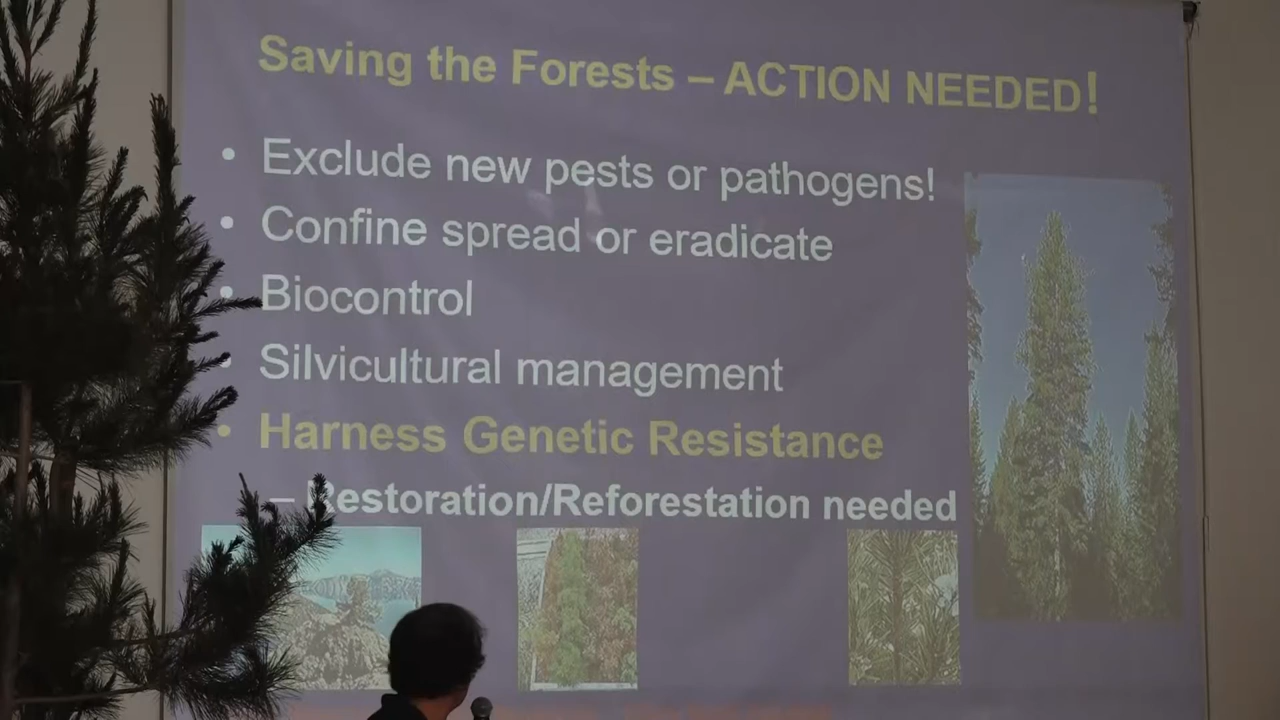 Saving the Forests – ACTION NEEDED!
• Exclude new pests or pathogens!
• Confine spread or eradicate
• Biocontrol
• Silvicultural management
• Harness Genetic Resistance
– Restoration/Reforestation needed